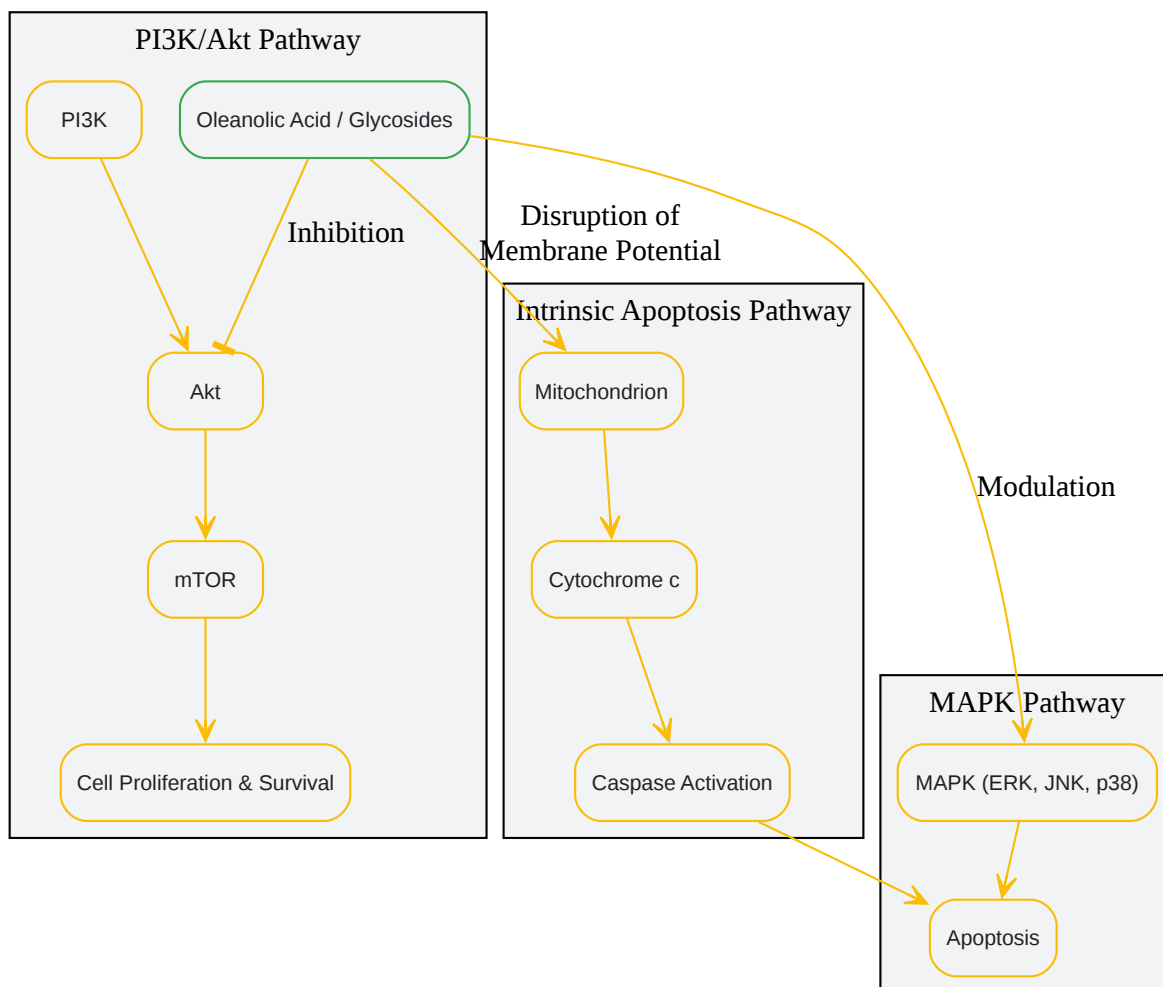 PI3K/Akt Pathway
PI3K
Oleanolic Acid / Glycosides
Inhibition
Disruption of
Membrane Potential
Intrinsic Apoptosis Pathway
Akt
Mitochondrion
Modulation
mTOR
Cytochrome c
MAPK Pathway
Cell Proliferation & Survival
Caspase Activation
MAPK (ERK, JNK, p38)
Apoptosis